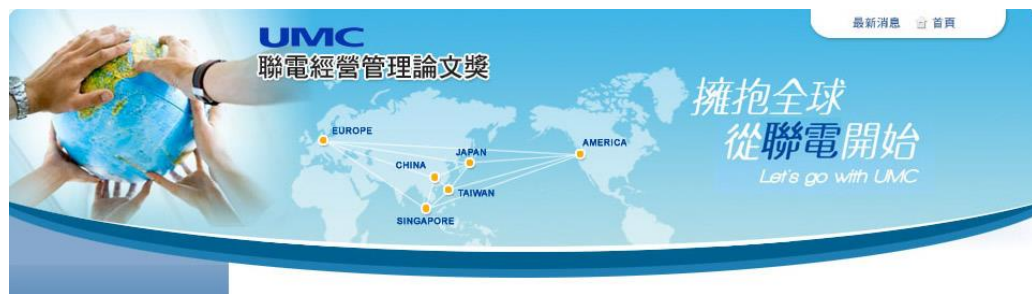 最新消息 首頁
UMC
聯電經營管理論文獎
擁抱全球
從聯電開始
Let's go with UMC
EUROPE
AMERICA
JAPAN
CHINA
TAIWAN
SINGAPORE